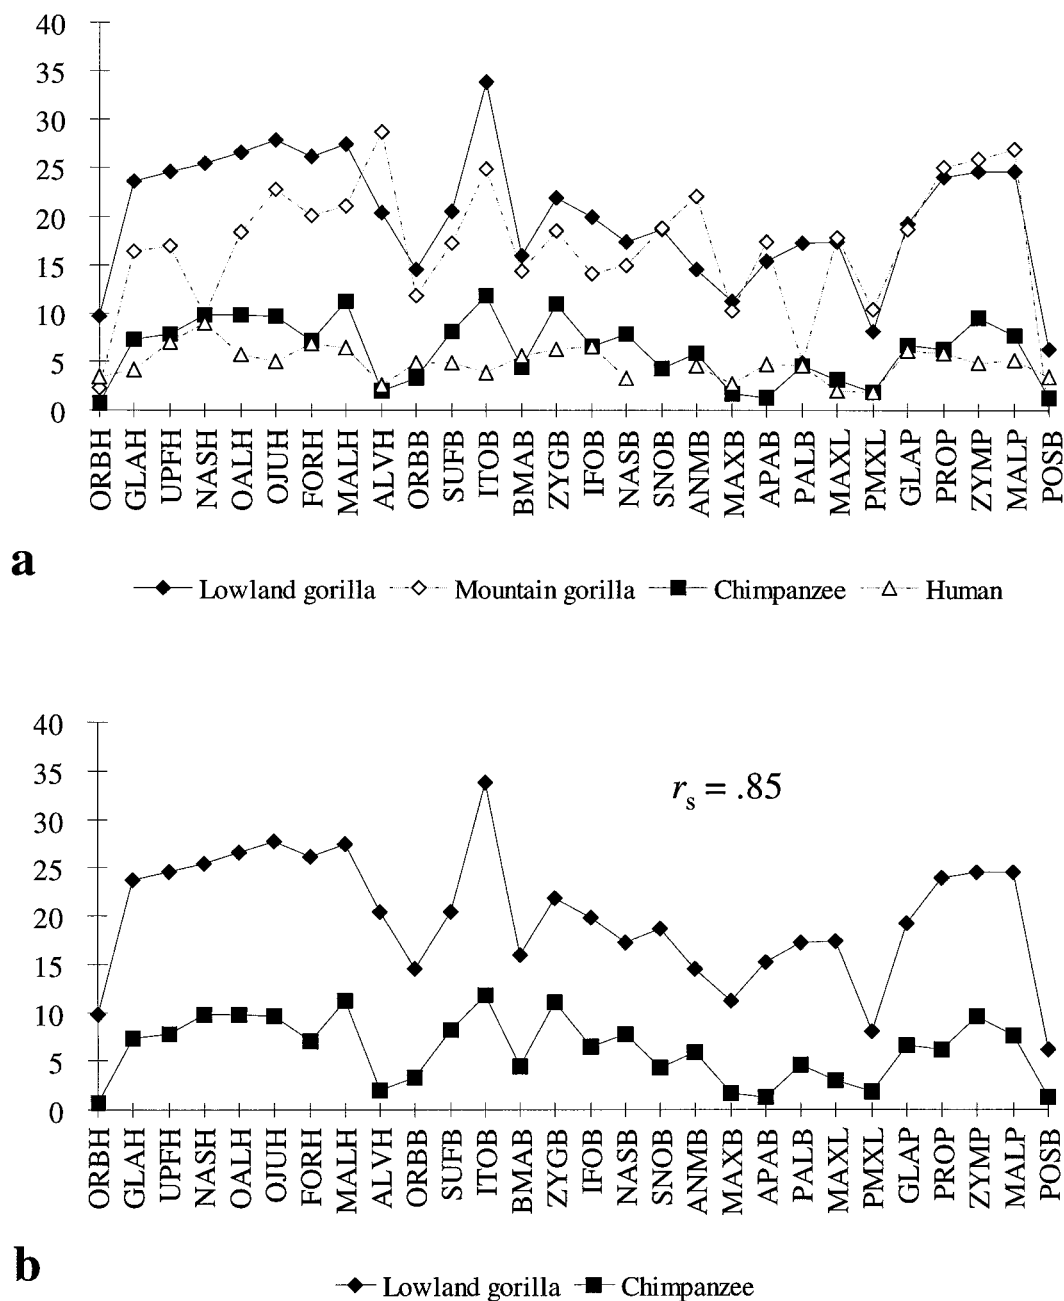 40
35
30
25
20
15
10
5
0
ORBH GLAH UPFH NASH OALH OJUH FORH MALH ALVH ORBB SUFB ITOB BMAB ZYGB IFOB NASB SNOB ANMB MAXB APAB PALB MAXL PMXL GLAP PROP ZYMP MALP POSB
a
Lowland gorilla Mountain gorilla Chimpanzee Human
40
35
30
25
20
15
10
5
0
rs = .85
ORBH GLAH UPFH NASH OALH OJUH FORH MALH ALVH ORBB SUFB ITOB BMAB ZYGB IFOB NASB SNOB ANMB MAXB APAB PALB MAXL PMXL GLAP PROP ZYMP MALP POSB
b
Lowland gorilla Chimpanzee